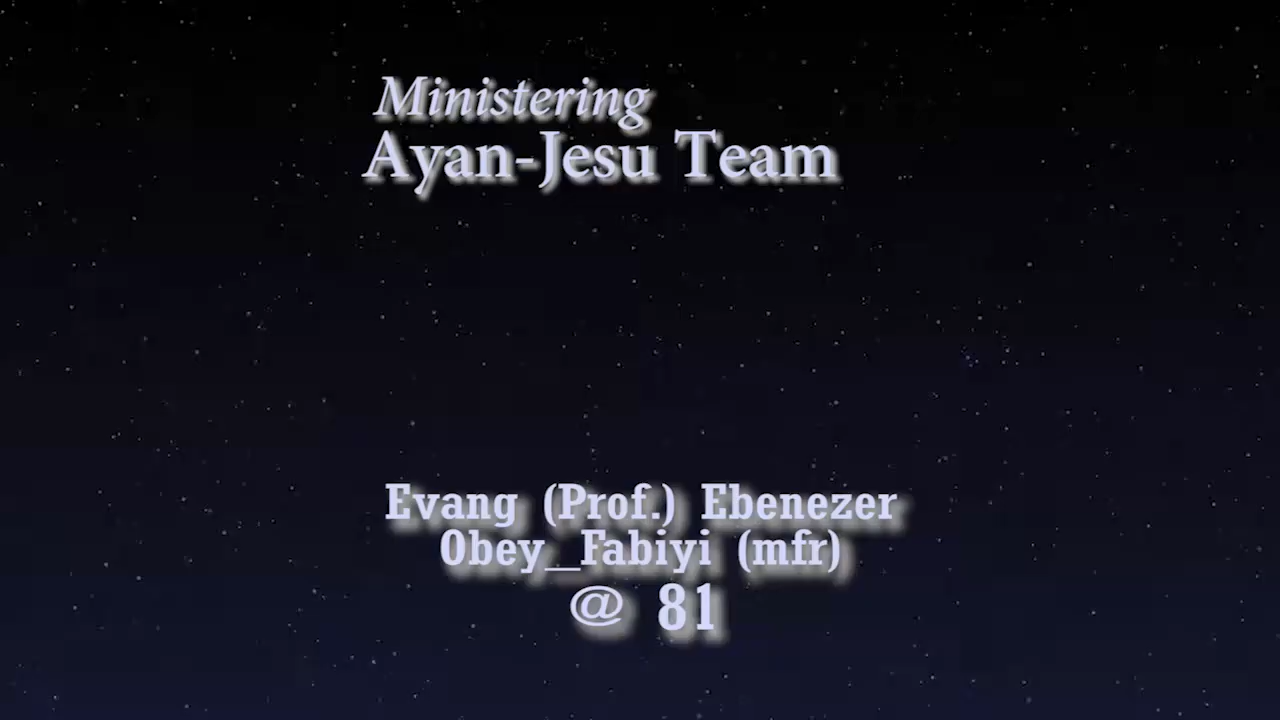 Ministering
Ayan-Jesu Team
Evang (Prof.) Ebenezer
Obey_Fabiyi (mfr)
@ 81